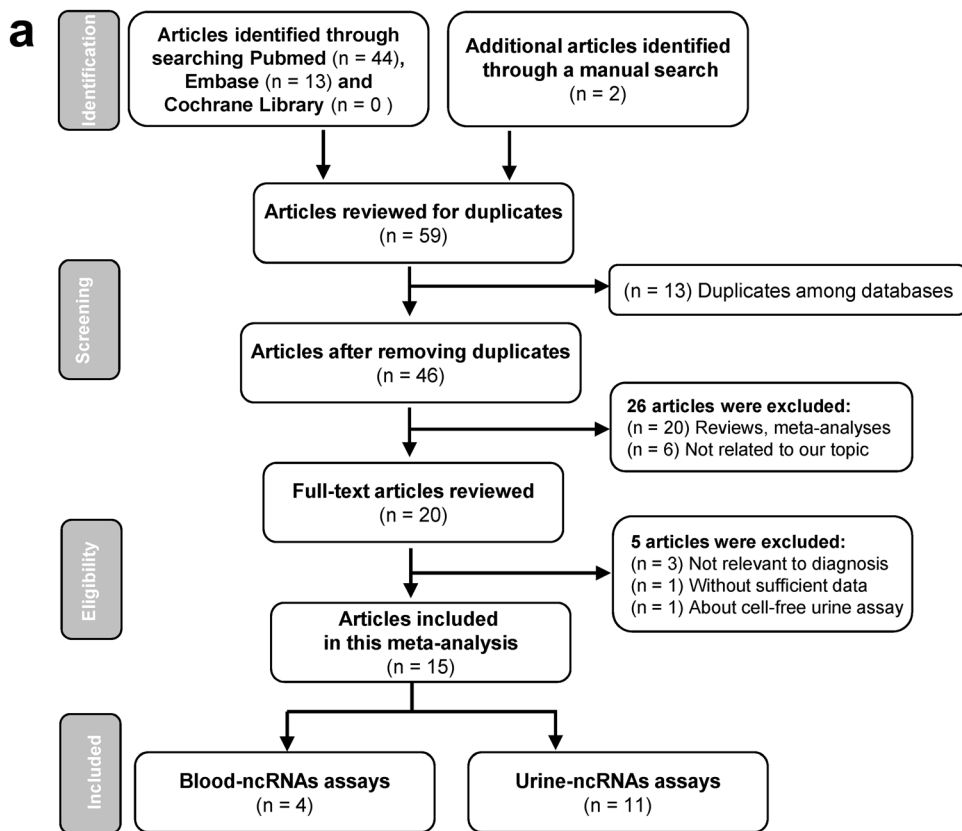 a
Identification
Articles identified through
searching Pubmed (n = 44),
Embase (n = 13) and
Cochrane Library (n = 0 )
Additional articles identified
through a manual search
(n = 2)
Articles reviewed for duplicates
(n = 59)
Screening
(n = 13) Duplicates among databases
Articles after removing duplicates
(n = 46)
26 articles were excluded:
(n = 20) Reviews, meta-analyses
(n = 6) Not related to our topic
Full-text articles reviewed
(n = 20)
Eligibility
5 articles were excluded:
(n = 3) Not relevant to diagnosis
(n = 1) Without sufficient data
(n = 1) About cell-free urine assay
Articles included
in this meta-analysis
(n = 15)
Included
Blood-ncRNAs assays
(n = 4)
Urine-ncRNAs assays
(n = 11)